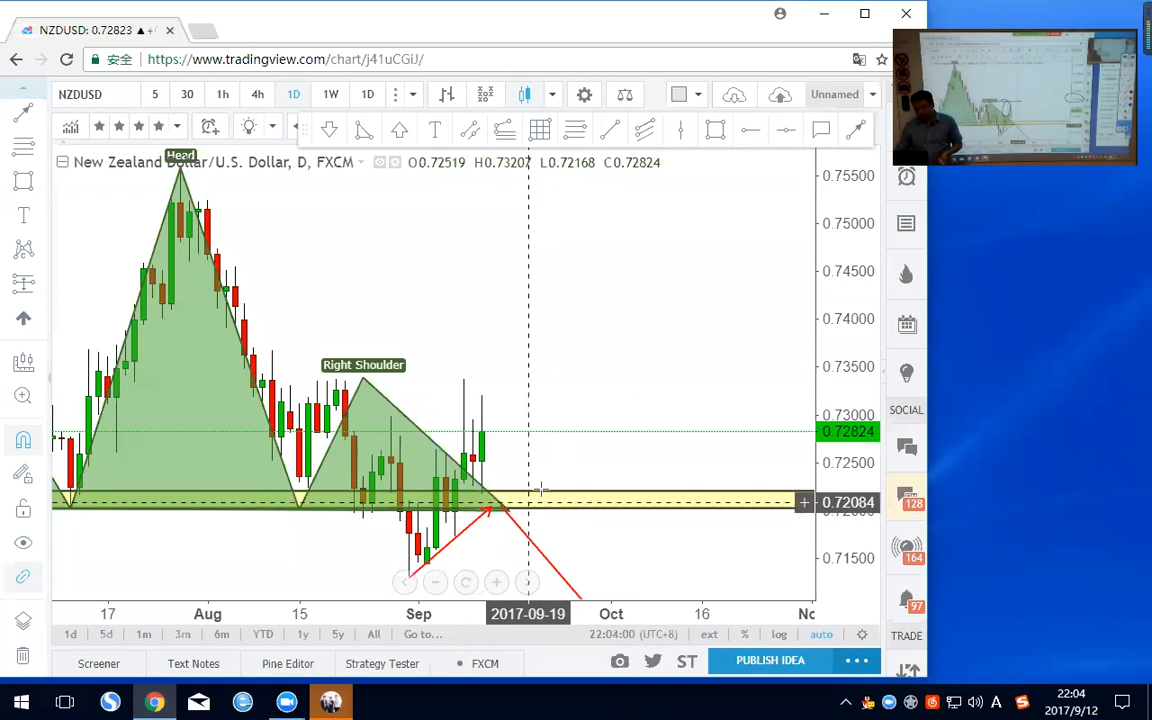 NZDUSD: 0.72823 ▲ +
安全 https://www.tradingview.com/chart/j41uCGiJ/
NZDUSD 5 30 1h 4h 1D 1W 1D Unnamed
New Zealand Dollar/U.S. Dollar, D, FXCM O0.72519 H0.73207 L0.72168 C0.72824
Head
Right Shoulder
0.75500
0.75000
0.74500
0.74000
0.73500
0.73000
0.72824
0.72500
0.72084
0.71500
17 Aug 15 Sep 2017-09-19 Oct 16 No
1d 5d 1m 3m 6m YTD 1y 5y All Go to... 22:04:00 (UTC+8) ext % log auto
Screener Text Notes Pine Editor Strategy Tester FXCM ST PUBLISH IDEA
SOCIAL
128
164
97
TRADE
A
22:04
2017/9/12